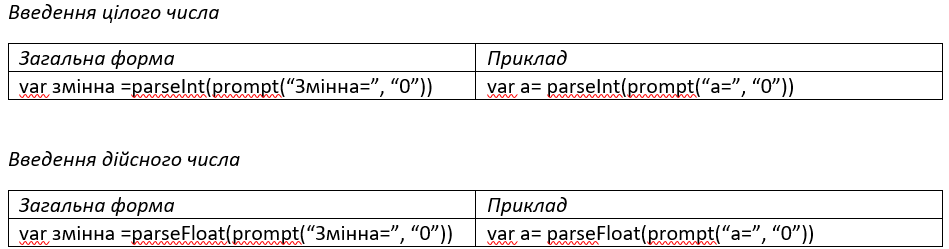 Введення цілого числа
Загальна форма Приклад
var змінна =parseInt(prompt(“Змінна=”, “0”)) var a= parseInt(prompt(“a=”, “0”))
Введення дійсного числа
Загальна форма Приклад
var змінна =parseFloat(prompt(“Змінна=”, “0”)) var a= parseFloat(prompt(“a=”, “0”))